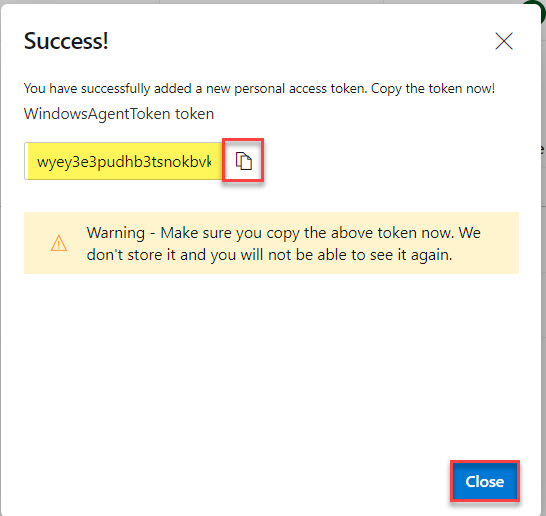 Success!
You have successfully added a new personal access token. Copy the token now!
WindowsAgentToken token
wyey3e3pudhb3tsnokbvk
Warning - Make sure you copy the above token now. We
don't store it and you will not be able to see it again.
Close